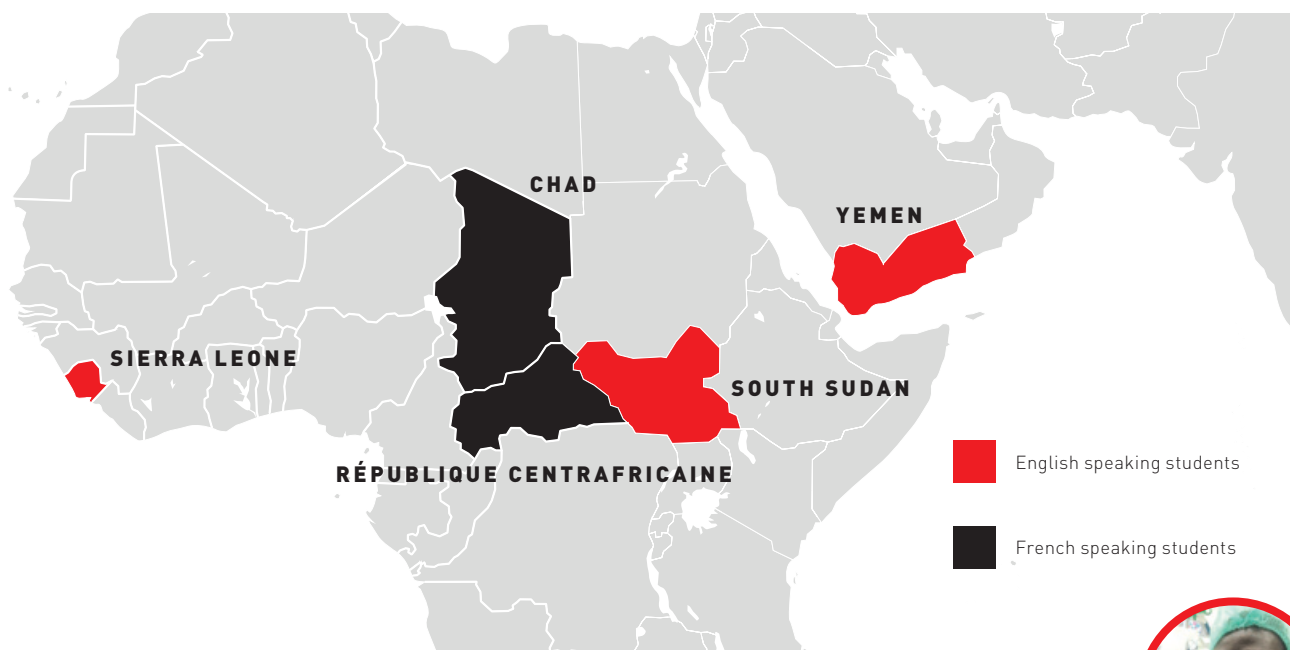 CHAD
YEMEN
SIERRA LEONE
SOUTH SUDAN
RÉPUBLIQUE CENTRAFRICAINE
English speaking students
French speaking students